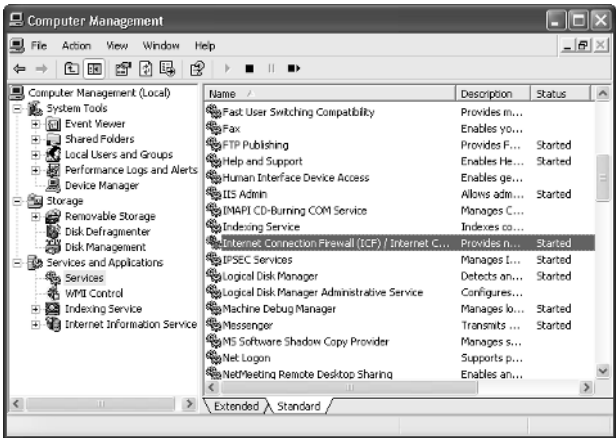 Computer Management
File Action View Window Help
Computer Management (Local)
System Tools
Event Viewer
Shared Folders
Local Users and Groups
Performance Logs and Alerts
Device Manager
Storage
Removable Storage
Disk Defragmenter
Disk Management
Services and Applications
Services
WMI Control
Indexing Service
Internet Information Service
Name Description Status
Fast User Switching Compatibility Provides m...
Fax Enables yo...
FTP Publishing Provides F... Started
Help and Support Enables He... Started
Human Interface Device Access Enables ge...
IIS Admin Allows adm... Started
IMAPI CD-Burning COM Service Manages C...
Indexing Service Indexes co...
Internet Connection Firewall (ICF) / Internet C... Provides n... Started
IPSEC Services Manages I... Started
Logical Disk Manager Detects an... Started
Logical Disk Manager Administrative Service Configures...
Machine Debug Manager Manages lo... Started
Messenger Transmits ... Started
MS Software Shadow Copy Provider Manages s...
Net Logon Supports p...
NetMeeting Remote Desktop Sharing Enables an...
Extended Standard